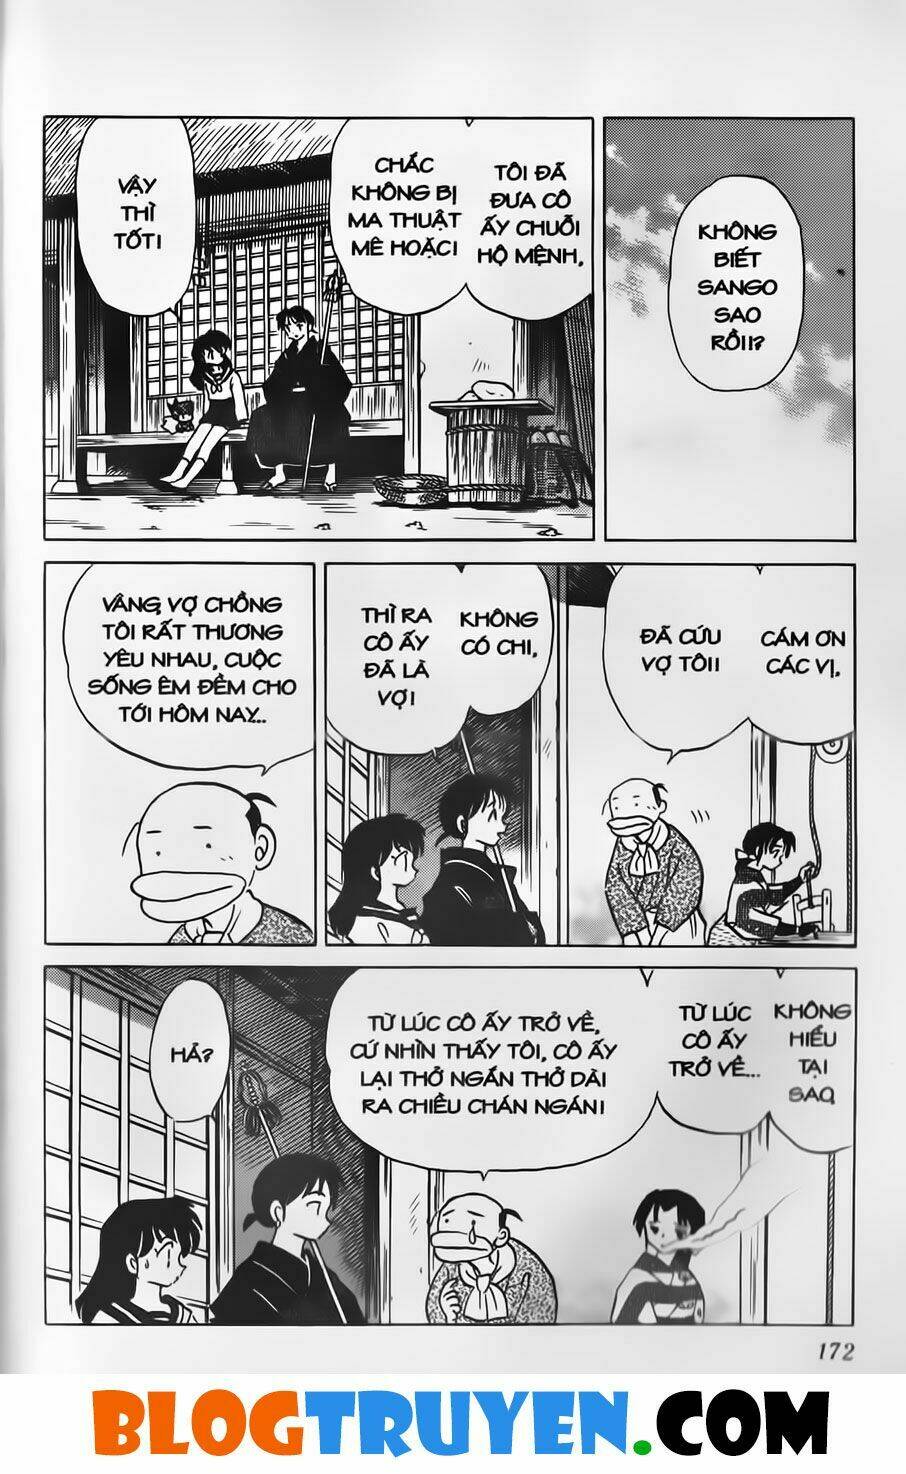 KHÔNG
BIẾT
SANGO
SAO
RỒI!?
TÔI ĐÃ
ĐƯA CÔ
ẤY CHUỖI
HỘ MỆNH,
CHẮC
KHÔNG BỊ
MA THUẬT
MÊ HOẶC!
VẬY
THÌ
TỐT!
CÁM ƠN
CÁC VỊ,
ĐÃ CỨU
VỢ TÔI!
KHÔNG
CÓ CHI,
THÌ RA
CÔ ẤY
ĐÃ LÀ
VỢ!
VÂNG, VỢ CHỒNG
TÔI RẤT THƯƠNG
YÊU NHAU, CUỘC
SỐNG ÊM ĐỀM CHO
TỚI HÔM NAY...
KHÔNG
HIỂU
TẠI
SAO,
TỪ LÚC
CÔ ẤY
TRỞ VỀ...
TỪ LÚC CÔ ẤY TRỞ VỀ,
CỨ NHÌN THẤY TÔI, CÔ ẤY
LẠI THỞ NGẮN THỞ DÀI
RA CHIỀU CHÁN NGÁN!
HẢ?
172
BLOGTRUYEN.COM